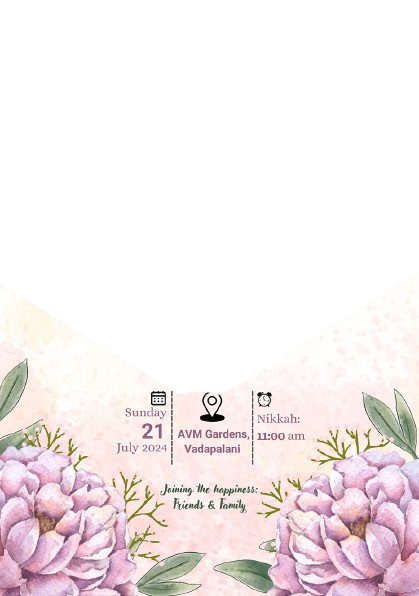 Sunday
21
July 2024
AVM Gardens,
Vadapalani
Nikkah:
11:00 am
Joining the happiness:
Friends & Family